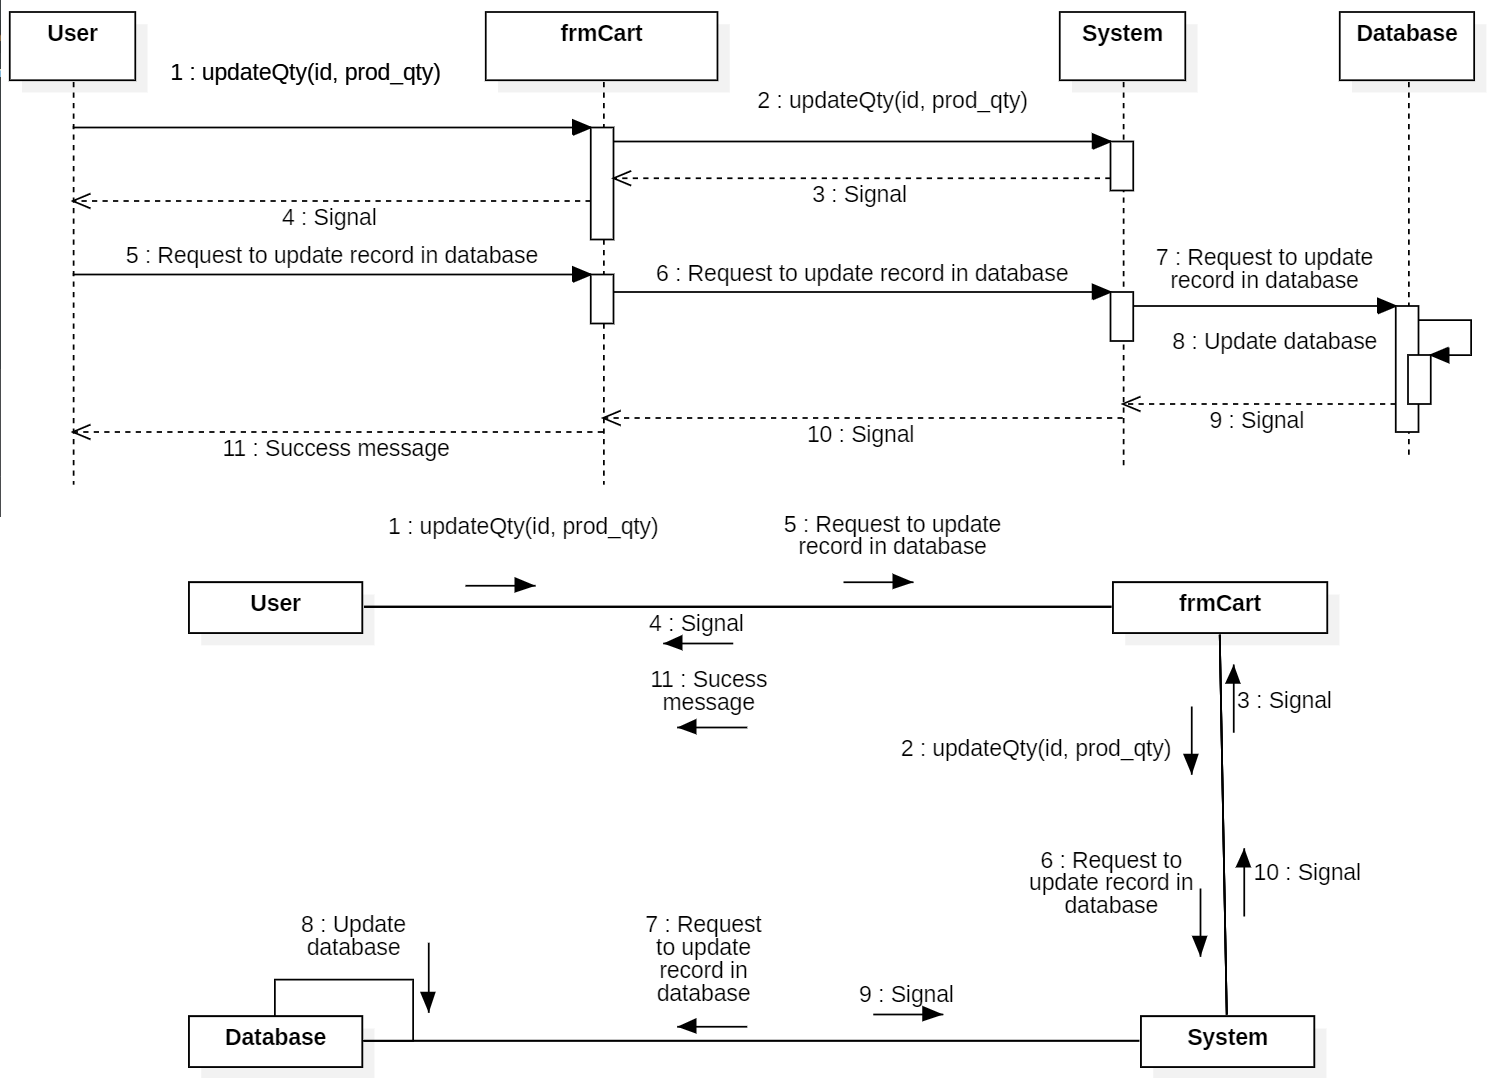 User
frmCart
System
Database
1 : updateQty(id, prod_qty)
2 : updateQty(id, prod_qty)
3 : Signal
4 : Signal
5 : Request to update record in database
6 : Request to update record in database
7 : Request to update
record in database
8 : Update database
9 : Signal
10 : Signal
11 : Success message
1 : updateQty(id, prod_qty)
5 : Request to update
record in database
User
frmCart
4 : Signal
11 : Sucess
message
3 : Signal
2 : updateQty(id, prod_qty)
6 : Request to
update record in
database
10 : Signal
8 : Update
database
7 : Request
to update
record in
database
9 : Signal
Database
System